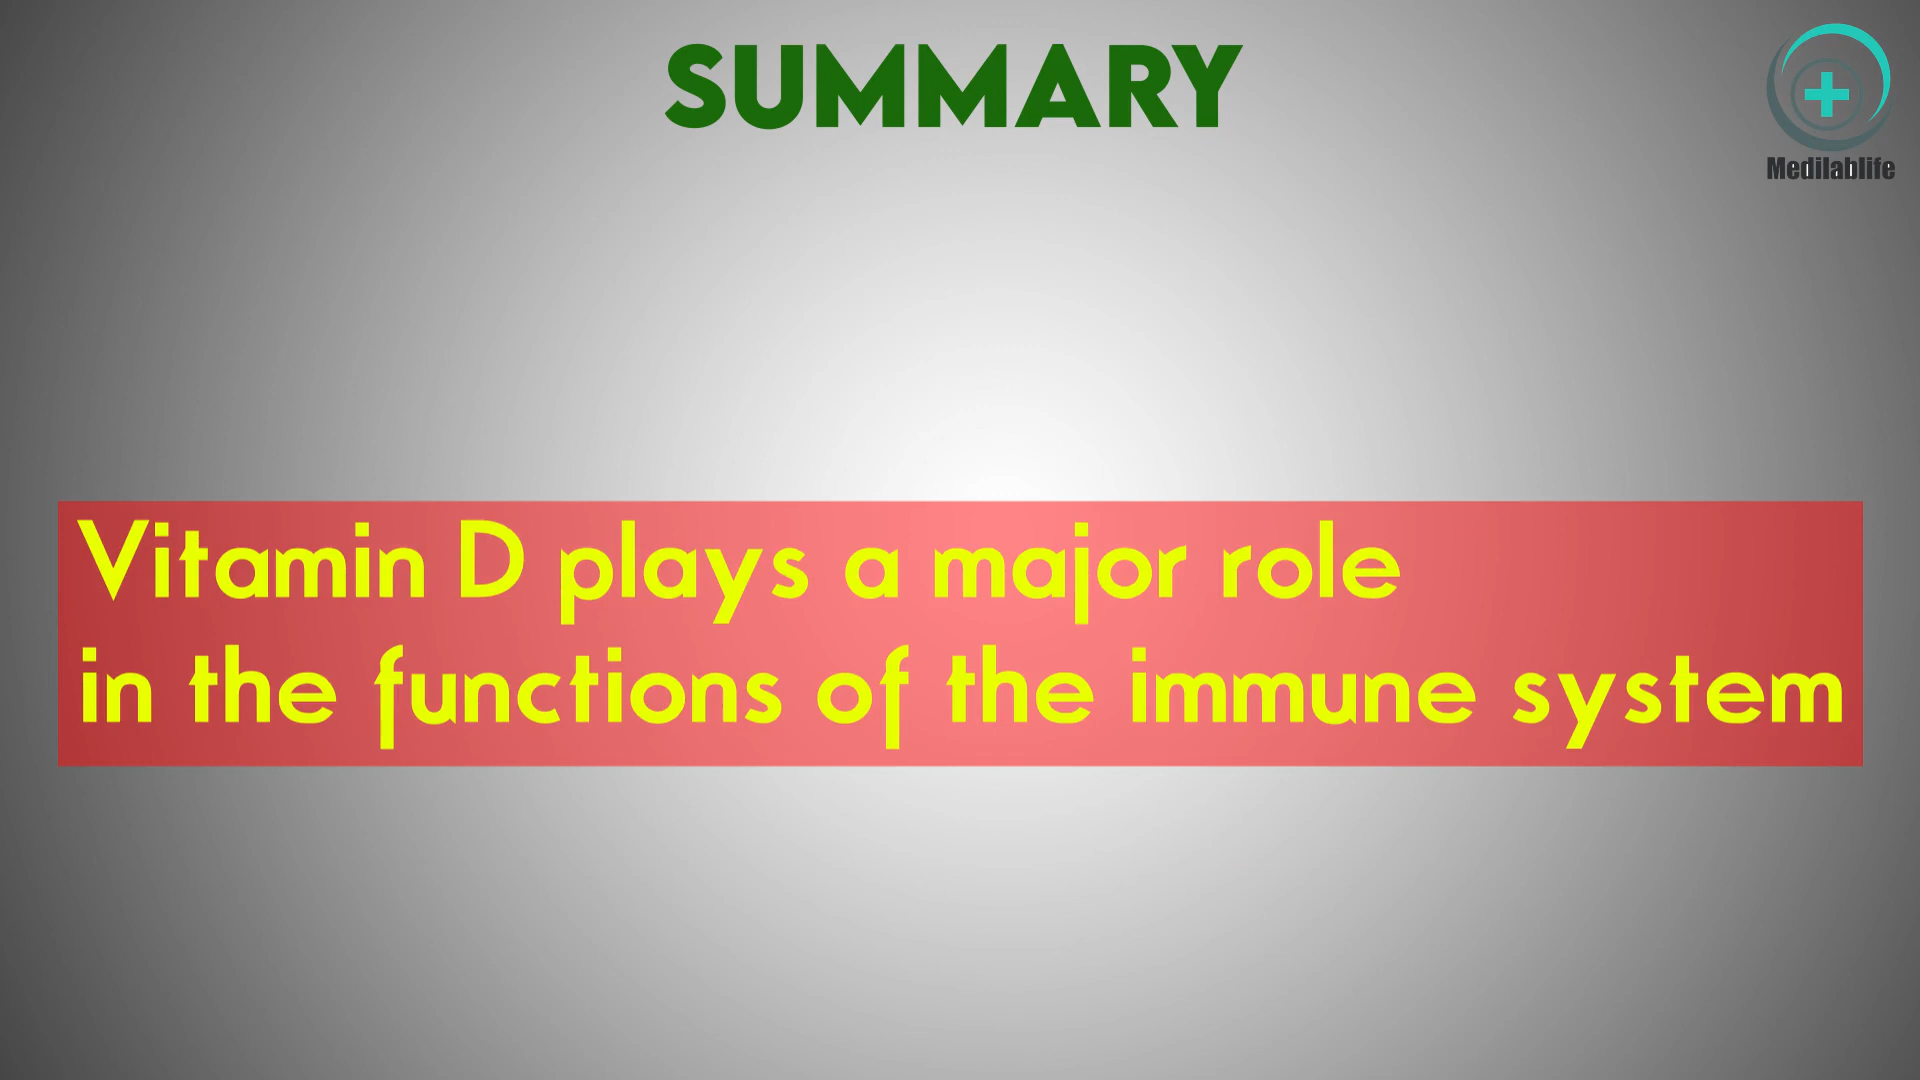 SUMMARY
Medilablife
Vitamin D plays a major role
in the functions of the immune system